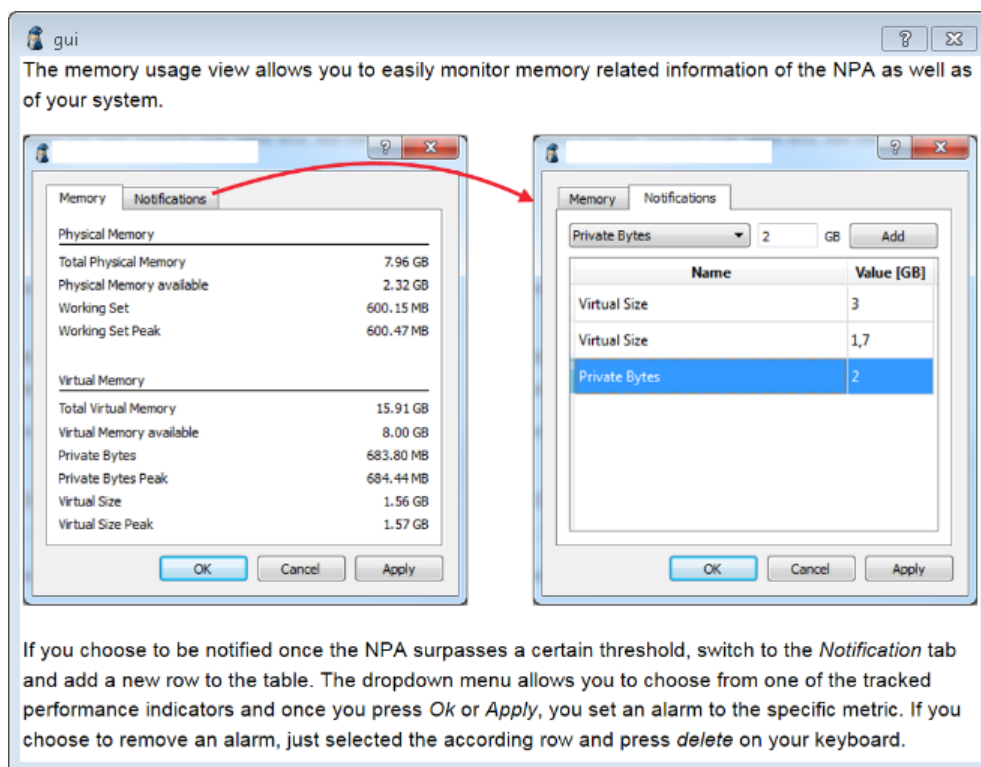 gui
The memory usage view allows you to easily monitor memory related information of the NPA as well as
of your system.
Memory Notifications
Physical Memory
Total Physical Memory 7.96 GB
Physical Memory available 2.32 GB
Working Set 600.15 MB
Working Set Peak 600.47 MB
Virtual Memory
Total Virtual Memory 15.91 GB
Virtual Memory available 8.00 GB
Private Bytes 683.80 MB
Private Bytes Peak 684.44 MB
Virtual Size 1.56 GB
Virtual Size Peak 1.57 GB
OK Cancel Apply
Memory Notifications
Private Bytes 2 GB Add
Name Value [GB]
Virtual Size 3
Virtual Size 1,7
Private Bytes 2
OK Cancel Apply
If you choose to be notified once the NPA surpasses a certain threshold, switch to the Notification tab
and add a new row to the table. The dropdown menu allows you to choose from one of the tracked
performance indicators and once you press Ok or Apply, you set an alarm to the specific metric. If you
choose to remove an alarm, just selected the according row and press delete on your keyboard.